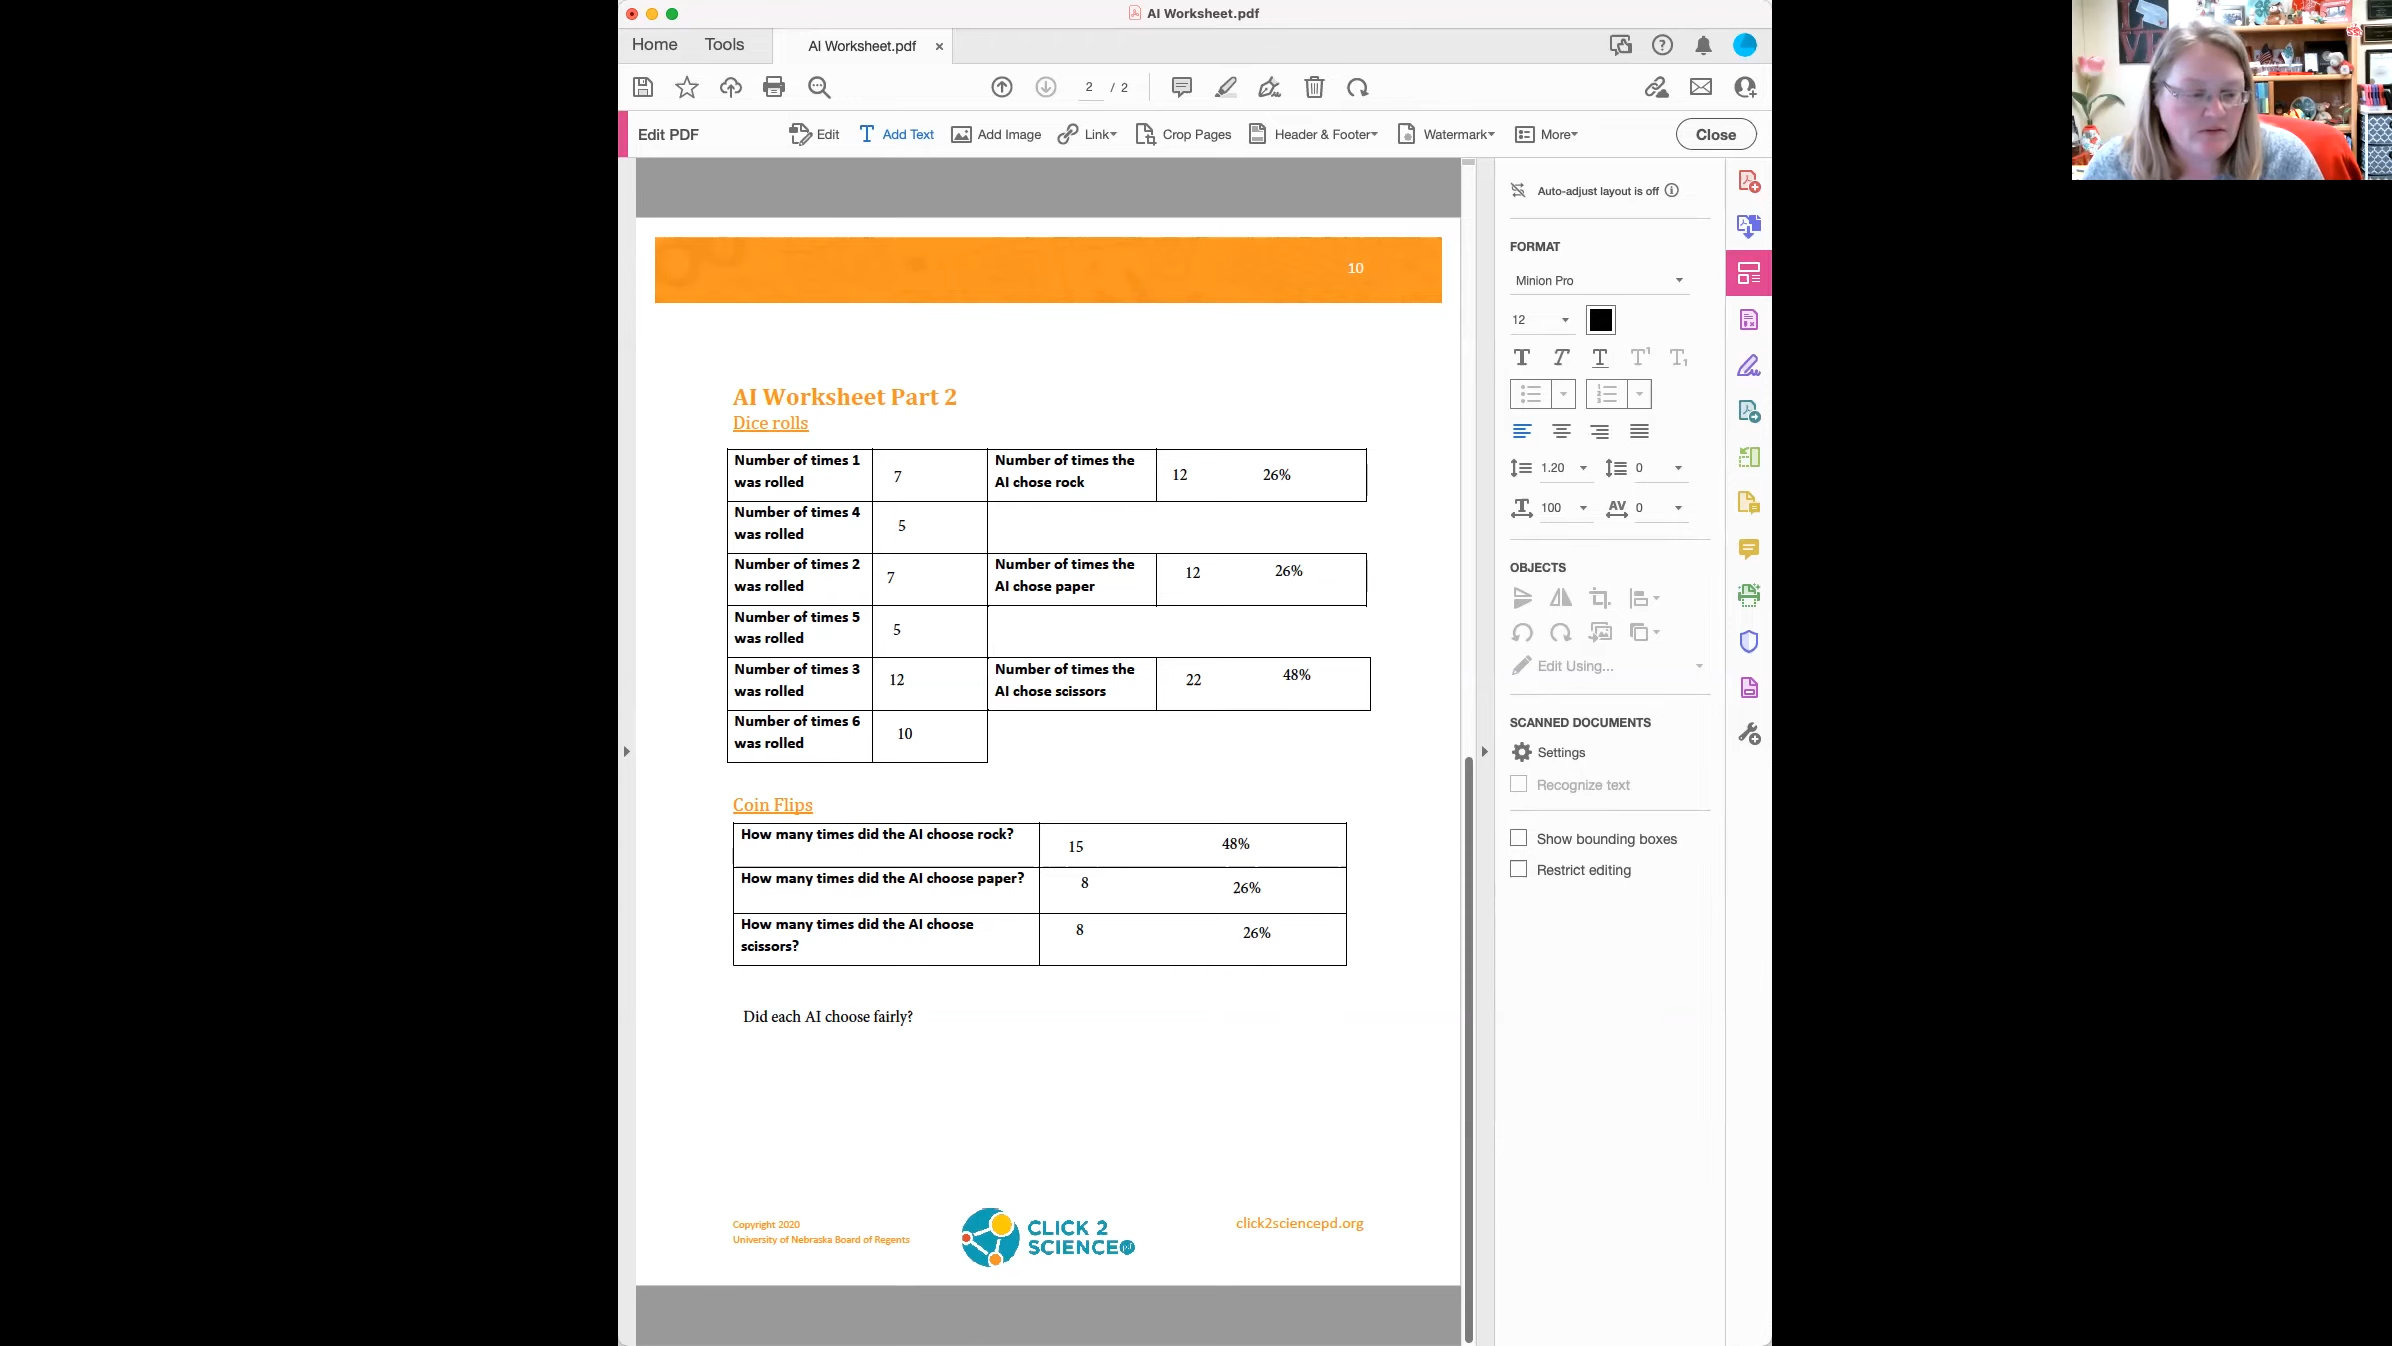 AI Worksheet.pdf
Home Tools AI Worksheet.pdf ×
2 / 2
Edit PDF Edit Add Text Add Image Link Crop Pages Header & Footer Watermark More Close
Auto-adjust layout is off
FORMAT
Minion Pro
12
1.20 0
100 AV 0
OBJECTS
Edit Using...
SCANNED DOCUMENTS
Settings
Recognize text
Show bounding boxes
Restrict editing
10
AI Worksheet Part 2
Dice rolls
Number of times 1 was rolled 7 Number of times the AI chose rock 12 26%
Number of times 4 was rolled 5
Number of times 2 was rolled 7 Number of times the AI chose paper 12 26%
Number of times 5 was rolled 5
Number of times 3 was rolled 12 Number of times the AI chose scissors 22 48%
Number of times 6 was rolled 10
Coin Flips
How many times did the AI choose rock? 15 48%
How many times did the AI choose paper? 8 26%
How many times did the AI choose scissors? 8 26%
Did each AI choose fairly?
Copyright 2020
University of Nebraska Board of Regents
CLICK 2
SCIENCE pd
click2sciencepd.org